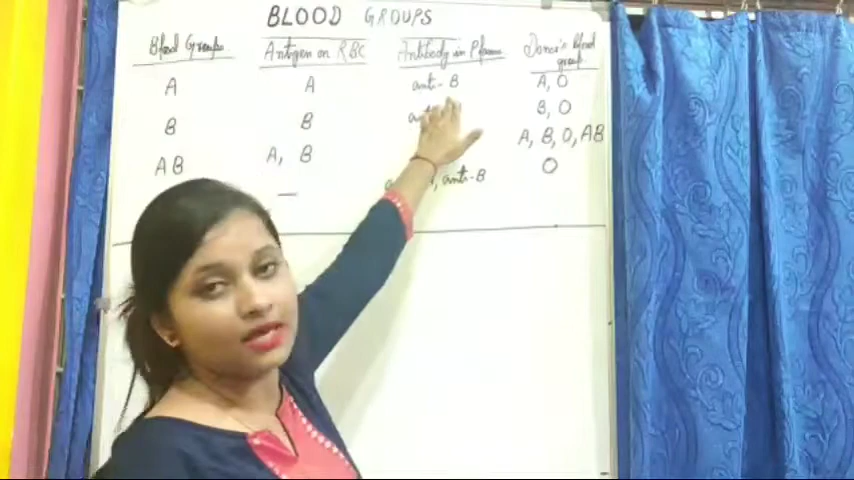 BLOOD GROUPS
Blood Groups Antigen on RBC Antibody in Plasma Donor's blood group
A A anti-B A, O
B B B, O
AB A, B A, B, O, AB
— anti-B O